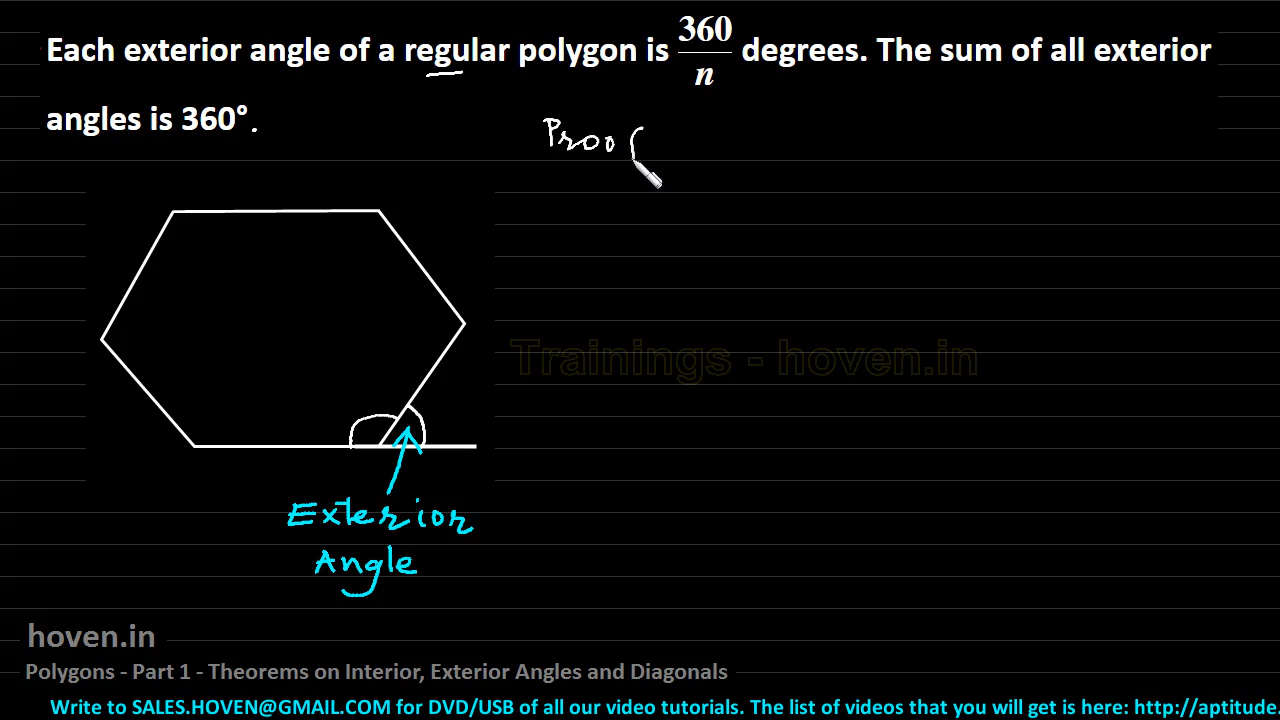 Each exterior angle of a regular polygon is 360/n degrees. The sum of all exterior
angles is 360°.
Proof
Trainings - hoven.in
Exterior
Angle
hoven.in
Polygons - Part 1 - Theorems on Interior, Exterior Angles and Diagonals
Write to SALES.HOVEN@GMAIL.COM for DVD/USB of all our video tutorials. The list of videos that you will get is here: http://aptitude.